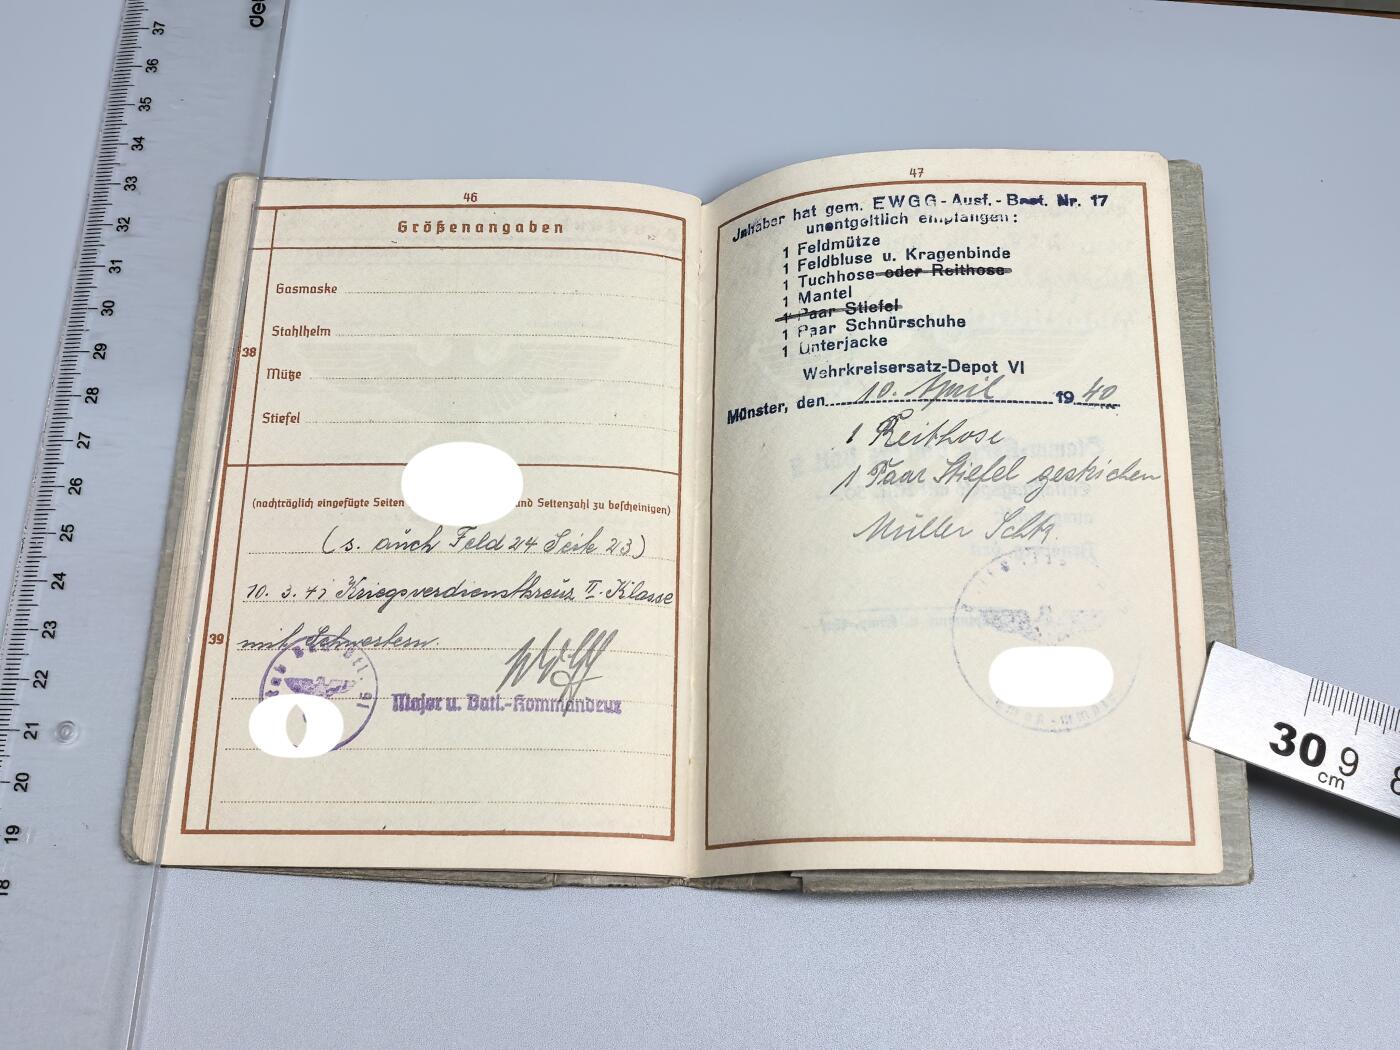 46
Größenangaben
Gasmaske
Stahlhelm
38
Mütze
Stiefel
(nachträglich eingefügte Seiten und Seitenzahl zu bescheinigen)
(s. auch Feld 24 Seite 23)
10. 3. 41 Kriegsverdienstkreuz II. Klasse
39
mit Schwertern.
Wolff
Major u. Batl.-Kommandeur
47
Inhaber hat gem. EWGG-Ausf.-Best. Nr. 17
unentgeltlich empfangen:
1 Feldmütze
1 Feldbluse u. Kragenbinde
1 Tuchhose oder Reithose
1 Mantel
1 Paar Stiefel
1 Paar Schnürschuhe
1 Unterjacke
Wehrkreisersatz-Depot VI
Münster, den 10. April 1940
1 Reithose
1 Paar Stiefel gestrichen
Müller Schtz.
37
36
35
34
33
32
31
30
29
28
27
26
25
24
23
22
21
20
19
18
30 9 8
cm